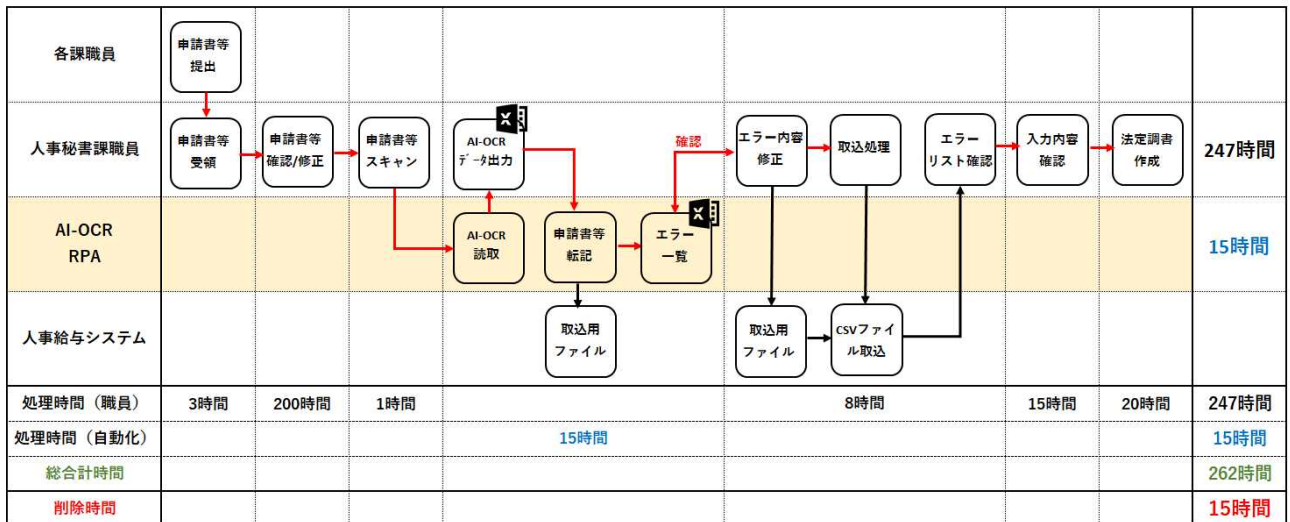 各課職員
申請書等
提出
人事秘書課職員
申請書等
受領
申請書等
確認/修正
申請書等
スキャン
AI-OCR
データ出力
確認
エラー内容
修正
取込処理
エラー
リスト確認
入力内容
確認
法定調書
作成
247時間
AI-OCR
RPA
AI-OCR
読取
申請書等
転記
エラー
一覧
15時間
人事給与システム
取込用
ファイル
取込用
ファイル
CSVファイ
ル取込
処理時間（職員） 3時間 200時間 1時間 8時間 15時間 20時間 247時間
処理時間（自動化） 15時間 15時間
総合計時間 262時間
削除時間 15時間